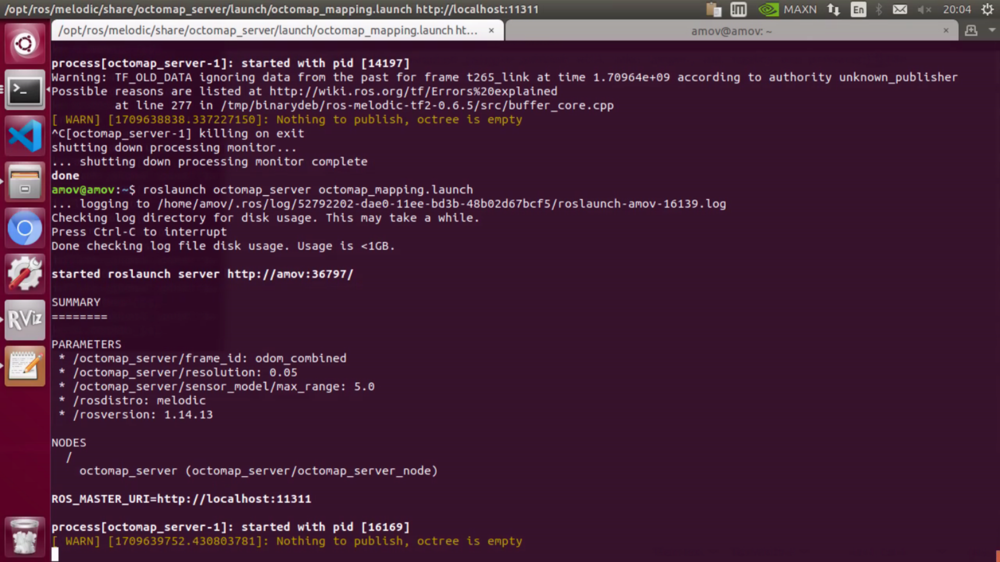 /opt/ros/melodic/share/octomap_server/launch/octomap_mapping.launch http://localhost:11311
MAXN
En
20:04
/opt/ros/melodic/share/octomap_server/launch/octomap_mapping.launch ht... ×
amov@amov: ~ ×
process[octomap_server-1]: started with pid [14197]
Warning: TF_OLD_DATA ignoring data from the past for frame t265_link at time 1.70964e+09 according to authority unknown_publisher
Possible reasons are listed at http://wiki.ros.org/tf/Errors%20explained
at line 277 in /tmp/binarydeb/ros-melodic-tf2-0.6.5/src/buffer_core.cpp
[ WARN] [1709638838.337227150]: Nothing to publish, octree is empty
^C[octomap_server-1] killing on exit
shutting down processing monitor...
... shutting down processing monitor complete
done
amov@amov:~$ roslaunch octomap_server octomap_mapping.launch
... logging to /home/amov/.ros/log/52792202-dae0-11ee-bd3b-48b02d67bcf5/roslaunch-amov-16139.log
Checking log directory for disk usage. This may take a while.
Press Ctrl-C to interrupt
Done checking log file disk usage. Usage is <1GB.
started roslaunch server http://amov:36797/
SUMMARY
========
PARAMETERS
* /octomap_server/frame_id: odom_combined
* /octomap_server/resolution: 0.05
* /octomap_server/sensor_model/max_range: 5.0
* /rosdistro: melodic
* /rosversion: 1.14.13
NODES
/
octomap_server (octomap_server/octomap_server_node)
ROS_MASTER_URI=http://localhost:11311
process[octomap_server-1]: started with pid [16169]
[ WARN] [1709639752.430803781]: Nothing to publish, octree is empty
RViz